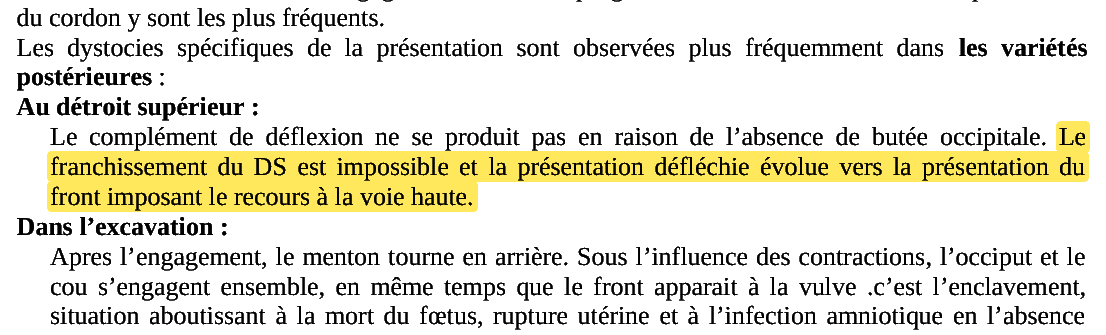 du cordon y sont les plus fréquents.
Les dystocies spécifiques de la présentation sont observées plus fréquemment dans les variétés
postérieures :
Au détroit supérieur :
Le complément de déflexion ne se produit pas en raison de l’absence de butée occipitale. Le
franchissement du DS est impossible et la présentation défléchie évolue vers la présentation du
front imposant le recours à la voie haute.
Dans l’excavation :
Apres l’engagement, le menton tourne en arrière. Sous l’influence des contractions, l’occiput et le
cou s’engagent ensemble, en même temps que le front apparait à la vulve .c’est l’enclavement,
situation aboutissant à la mort du fœtus, rupture utérine et à l’infection amniotique en l’absence